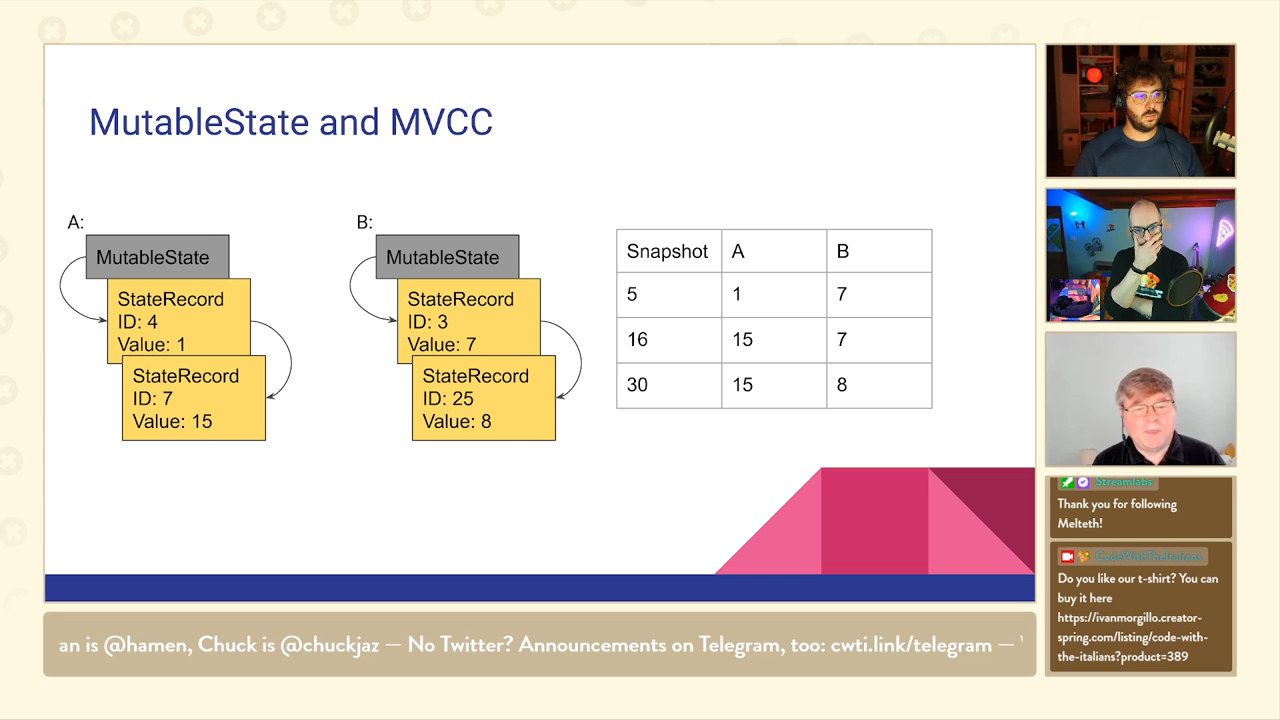 MutableState and MVCC
A:
MutableState
StateRecord
ID: 4
Value: 1
StateRecord
ID: 7
Value: 15
B:
MutableState
StateRecord
ID: 3
Value: 7
StateRecord
ID: 25
Value: 8
Snapshot A B
5 1 7
16 15 7
30 15 8
Streamlabs
Thank you for following
Melteth!
CodeWithTheItalians
Do you like our t-shirt? You can
buy it here
https://ivanmorgillo.creator-
spring.com/listing/code-with-
the-italians?product=389
an is @hamen, Chuck is @chuckjaz — No Twitter? Announcements on Telegram, too: cwti.link/telegram —